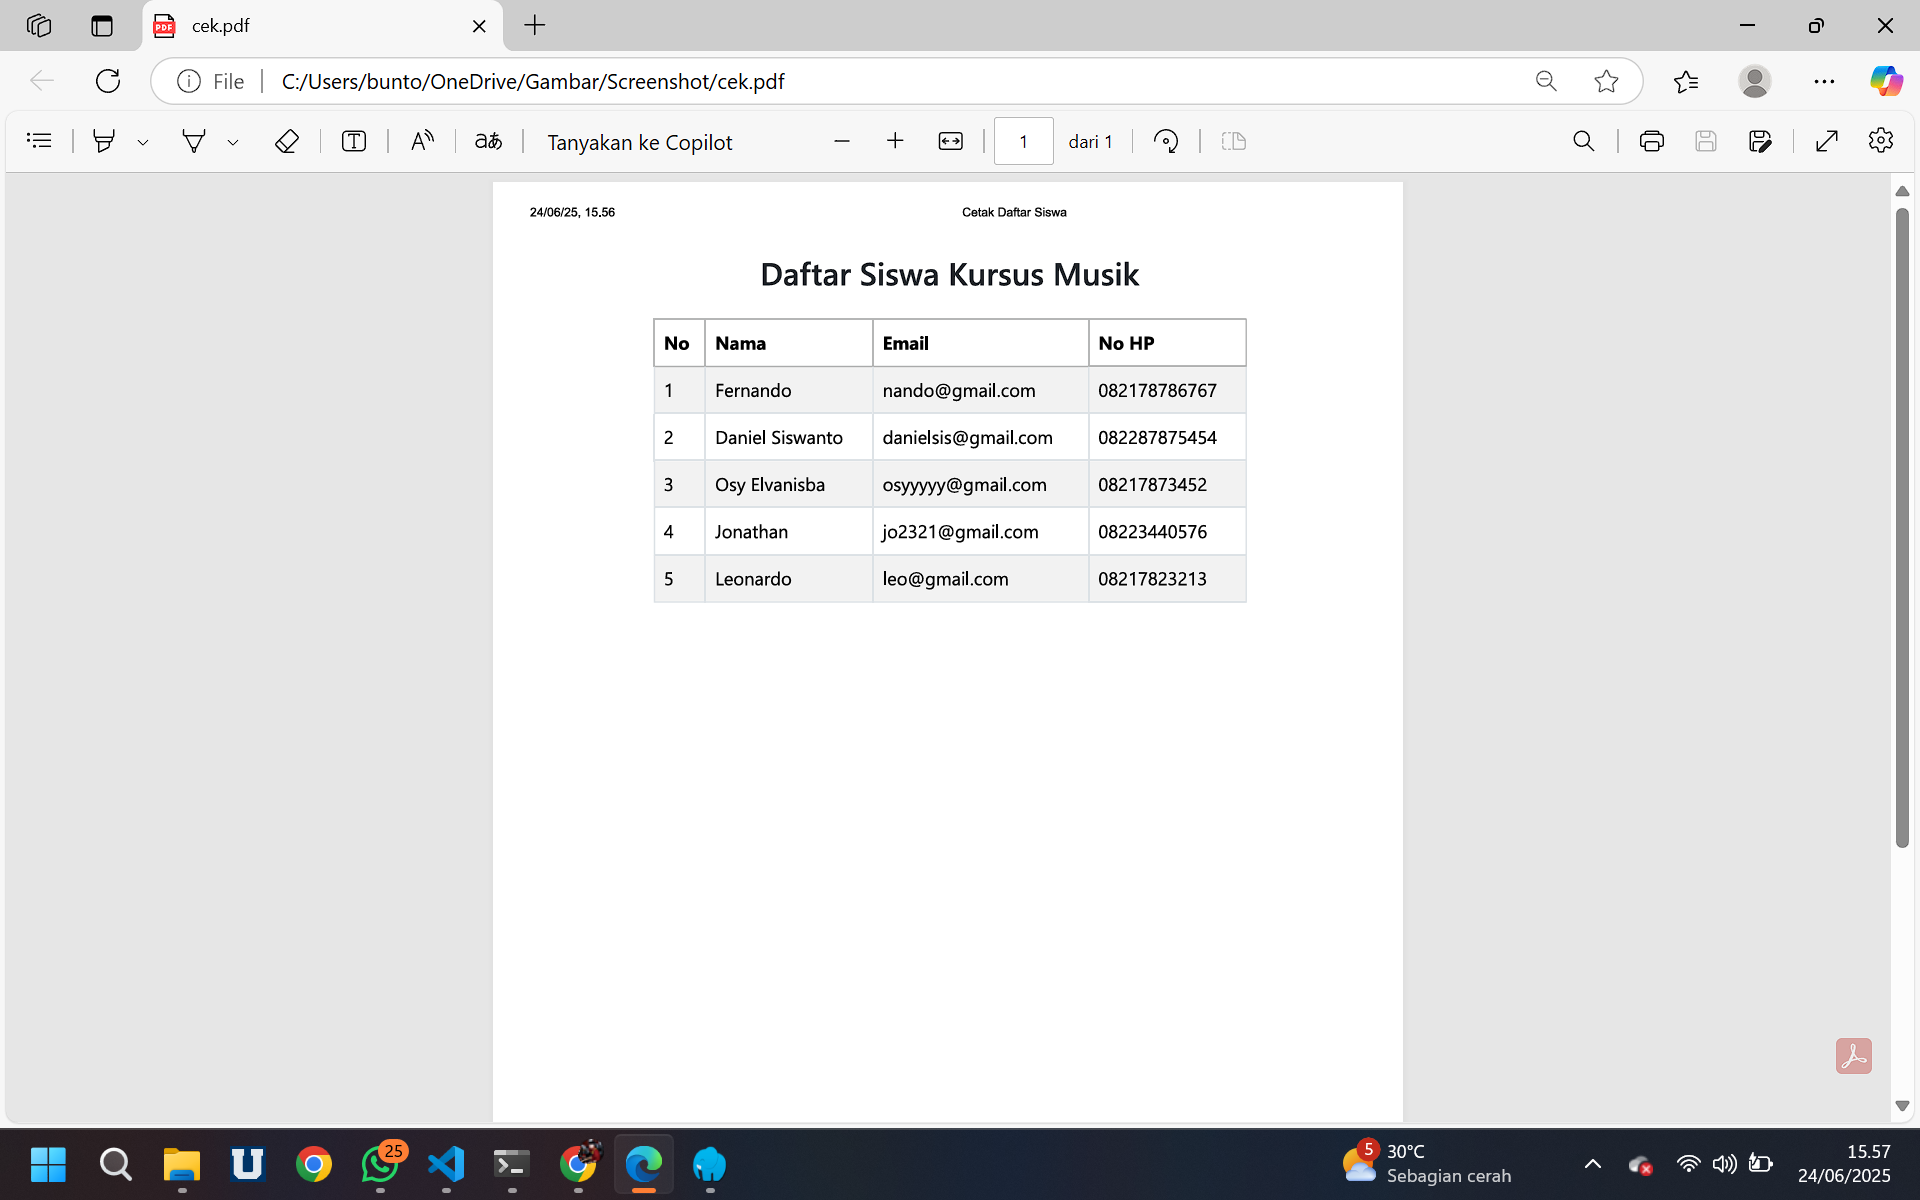 cek.pdf
File C:/Users/bunto/OneDrive/Gambar/Screenshot/cek.pdf
Tanyakan ke Copilot 1 dari 1
24/06/25, 15.56 Cetak Daftar Siswa
Daftar Siswa Kursus Musik
No Nama Email No HP
1 Fernando nando@gmail.com 082178786767
2 Daniel Siswanto danielsis@gmail.com 082287875454
3 Osy Elvanisba osyyyyy@gmail.com 08217873452
4 Jonathan jo2321@gmail.com 08223440576
5 Leonardo leo@gmail.com 08217823213
25 5 30°C 15.57
Sebagian cerah 24/06/2025